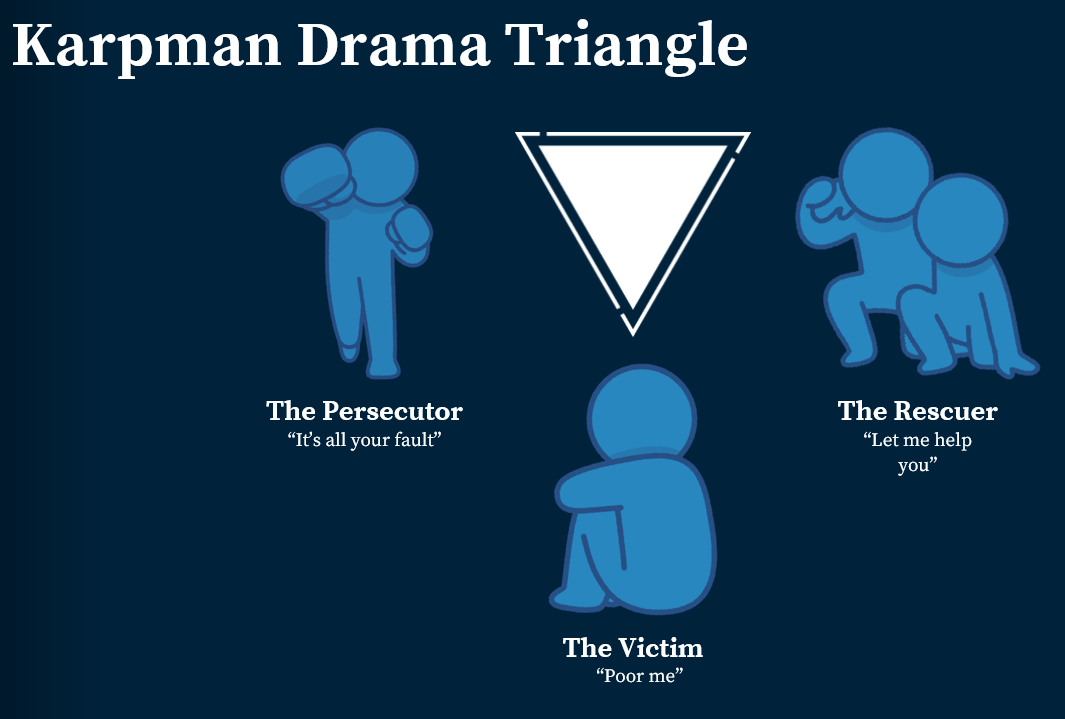 Karpman Drama Triangle
The Persecutor
“It’s all your fault”
The Rescuer
“Let me help
you”
The Victim
“Poor me”